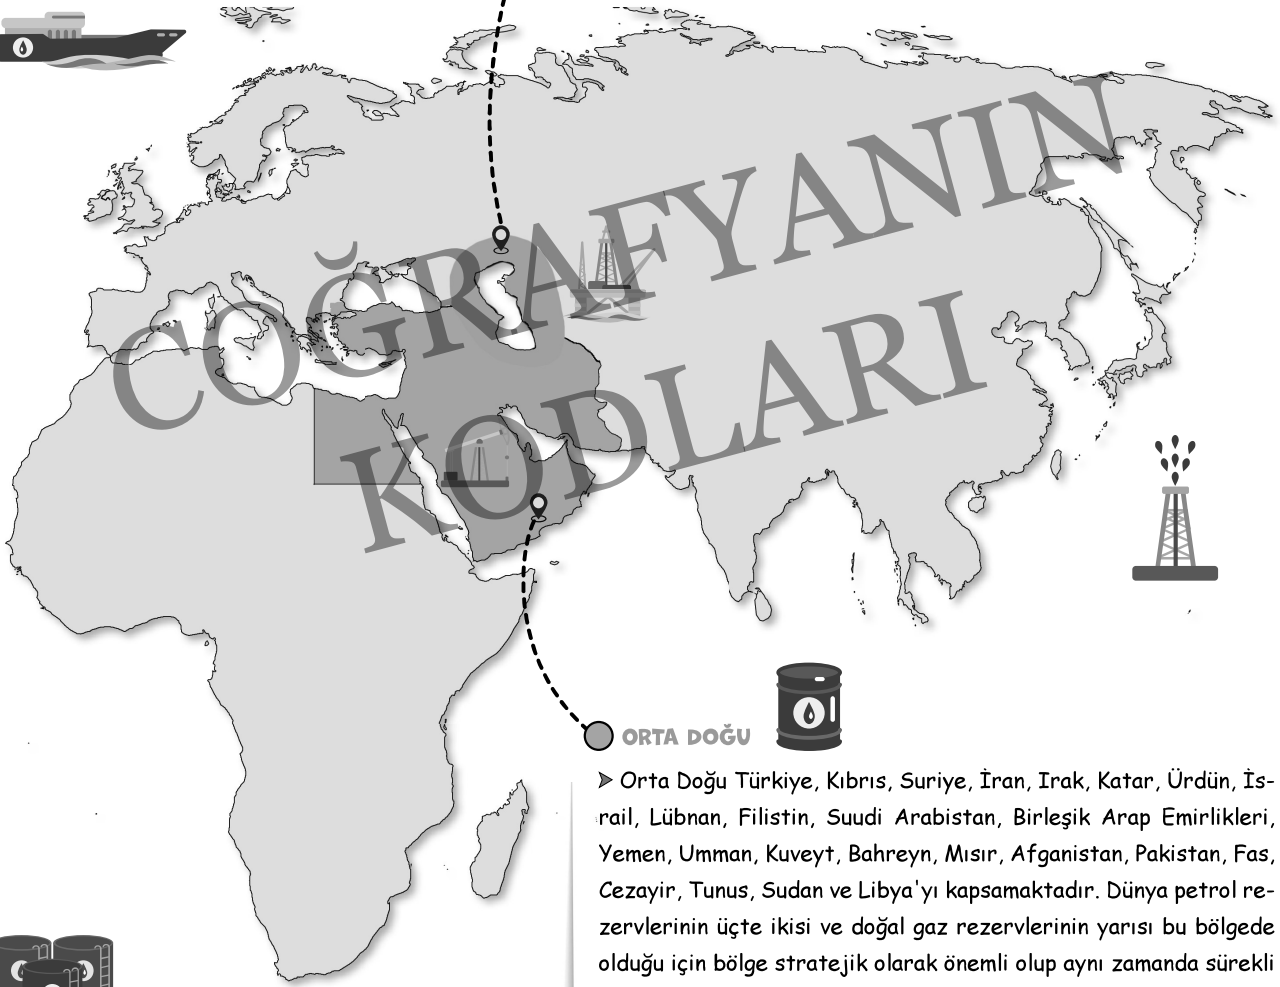 COĞRAFYANIN
KODLARI
ORTA DOĞU
Orta Doğu Türkiye, Kıbrıs, Suriye, İran, Irak, Katar, Ürdün, İs-
rail, Lübnan, Filistin, Suudi Arabistan, Birleşik Arap Emirlikleri,
Yemen, Umman, Kuveyt, Bahreyn, Mısır, Afganistan, Pakistan, Fas,
Cezayir, Tunus, Sudan ve Libya'yı kapsamaktadır. Dünya petrol re-
zervlerinin üçte ikisi ve doğal gaz rezervlerinin yarısı bu bölgede
olduğu için bölge stratejik olarak önemli olup aynı zamanda sürekli